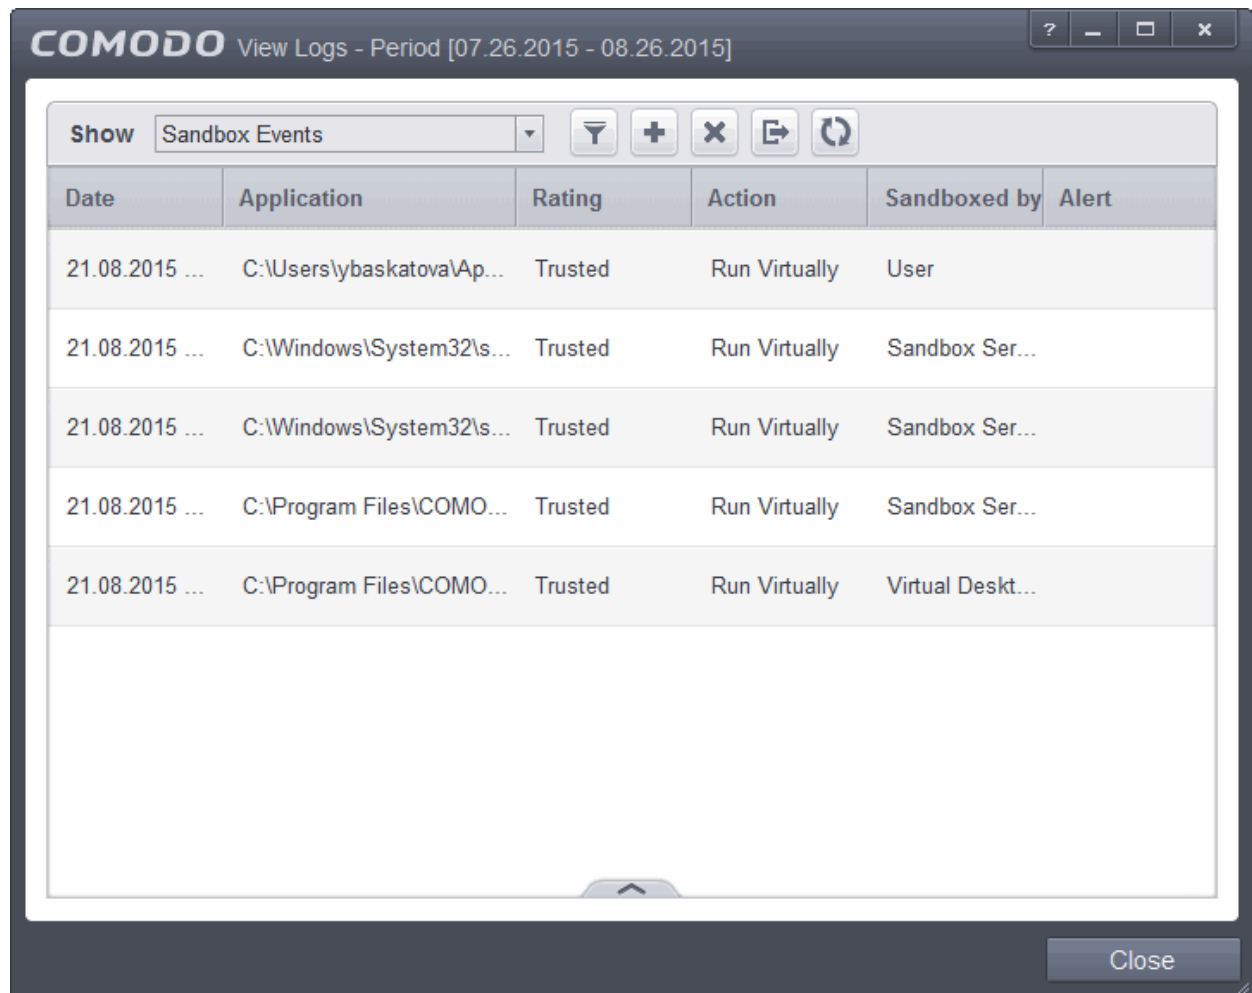 COMODO View Logs - Period [07.26.2015 - 08.26.2015] ?
Show Sandbox Events
Date Application Rating Action Sandboxed by Alert
21.08.2015 ... C:\Users\ybaskatova\Ap... Trusted Run Virtually User
21.08.2015 ... C:\Windows\System32\s... Trusted Run Virtually Sandbox Ser...
21.08.2015 ... C:\Windows\System32\s... Trusted Run Virtually Sandbox Ser...
21.08.2015 ... C:\Program Files\COMO... Trusted Run Virtually Sandbox Ser...
21.08.2015 ... C:\Program Files\COMO... Trusted Run Virtually Virtual Deskt...
Close